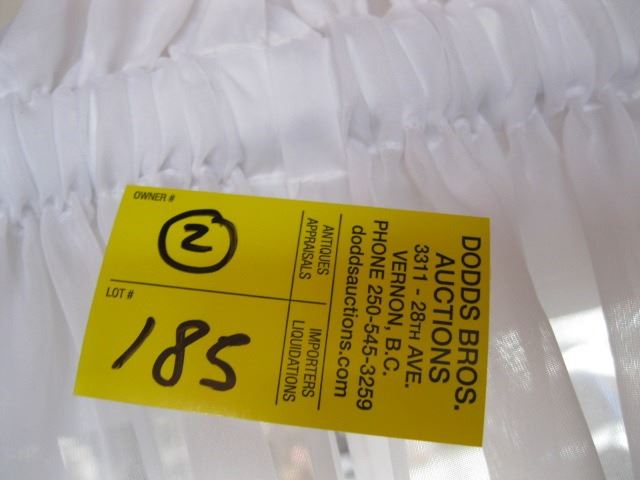 OWNER #
2
LOT #
185
ANTIQUES
APPRAISALS
IMPORTERS
LIQUIDATIONS
DODDS BROS.
AUCTIONS
3311 - 28TH AVE.
VERNON, B.C.
PHONE 250-545-3259
doddsauctions.com